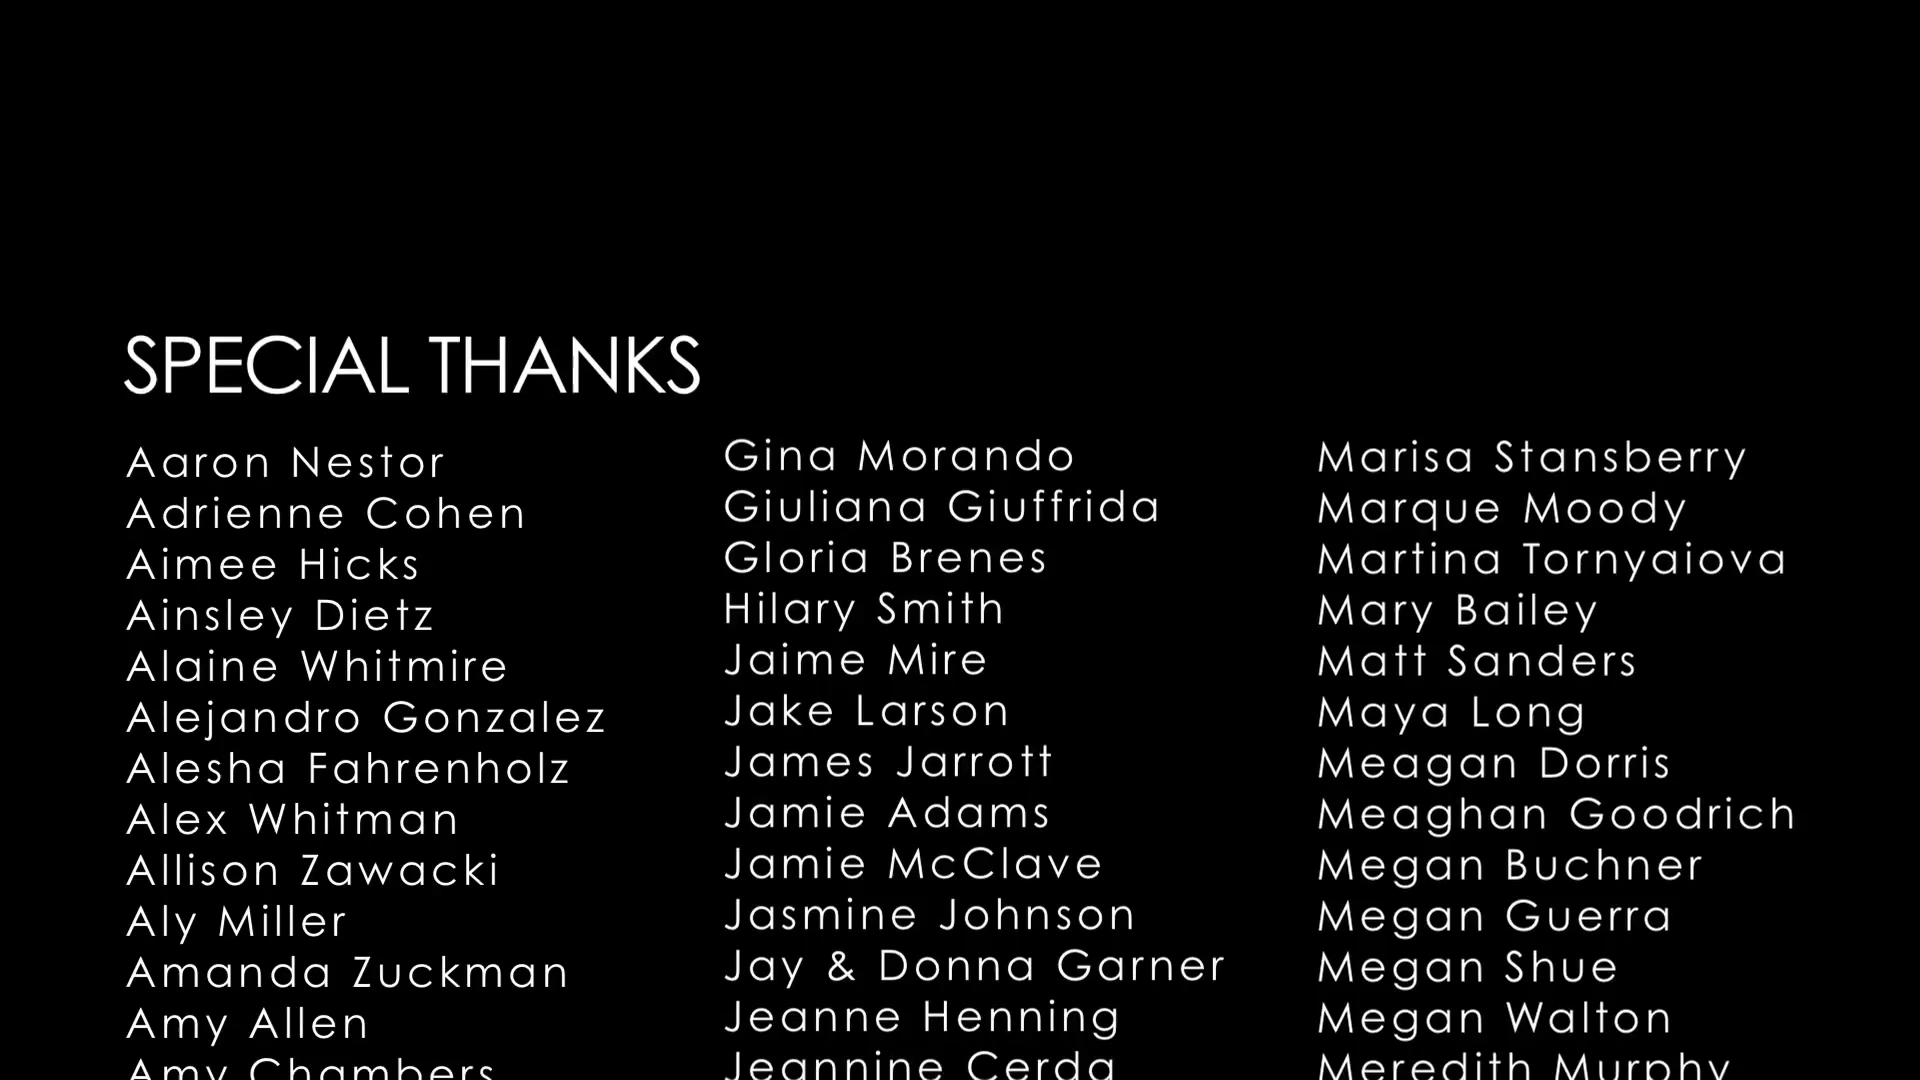 SPECIAL THANKS
Aaron Nestor
Adrienne Cohen
Aimee Hicks
Ainsley Dietz
Alaine Whitmire
Alejandro Gonzalez
Alesha Fahrenholz
Alex Whitman
Allison Zawacki
Aly Miller
Amanda Zuckman
Amy Allen
Amy Chambers
Gina Morando
Giuliana Giuffrida
Gloria Brenes
Hilary Smith
Jaime Mire
Jake Larson
James Jarrott
Jamie Adams
Jamie McClave
Jasmine Johnson
Jay & Donna Garner
Jeanne Henning
Jeannine Cerda
Marisa Stansberry
Marque Moody
Martina Tornyaiova
Mary Bailey
Matt Sanders
Maya Long
Meagan Dorris
Meaghan Goodrich
Megan Buchner
Megan Guerra
Megan Shue
Megan Walton
Meredith Murphy